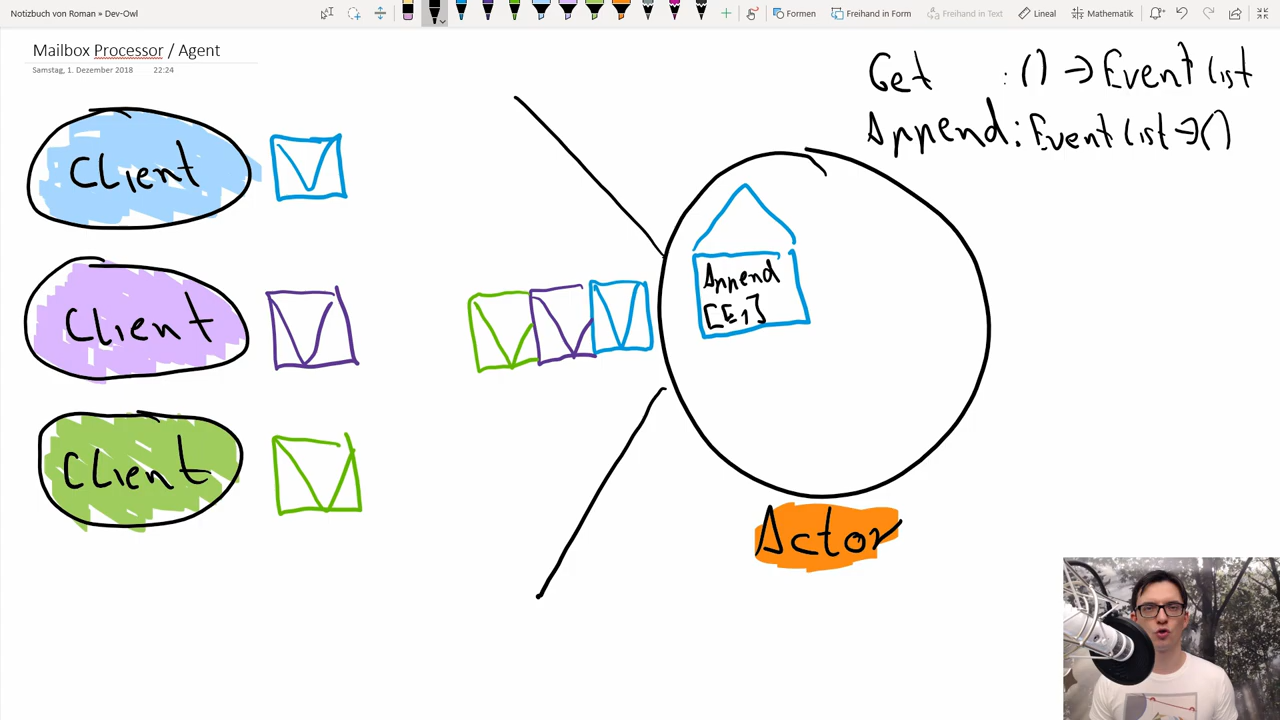 Notizbuch von Roman » Dev-Owl
Formen
Freihand in Form
Freihand in Text
Lineal
Mathematik
Mailbox Processor / Agent
Samstag, 1. Dezember 2018 22:24
Get : () → Event list
Append : Event list → ()
Client
Client
Client
Append
[E1]
Actor